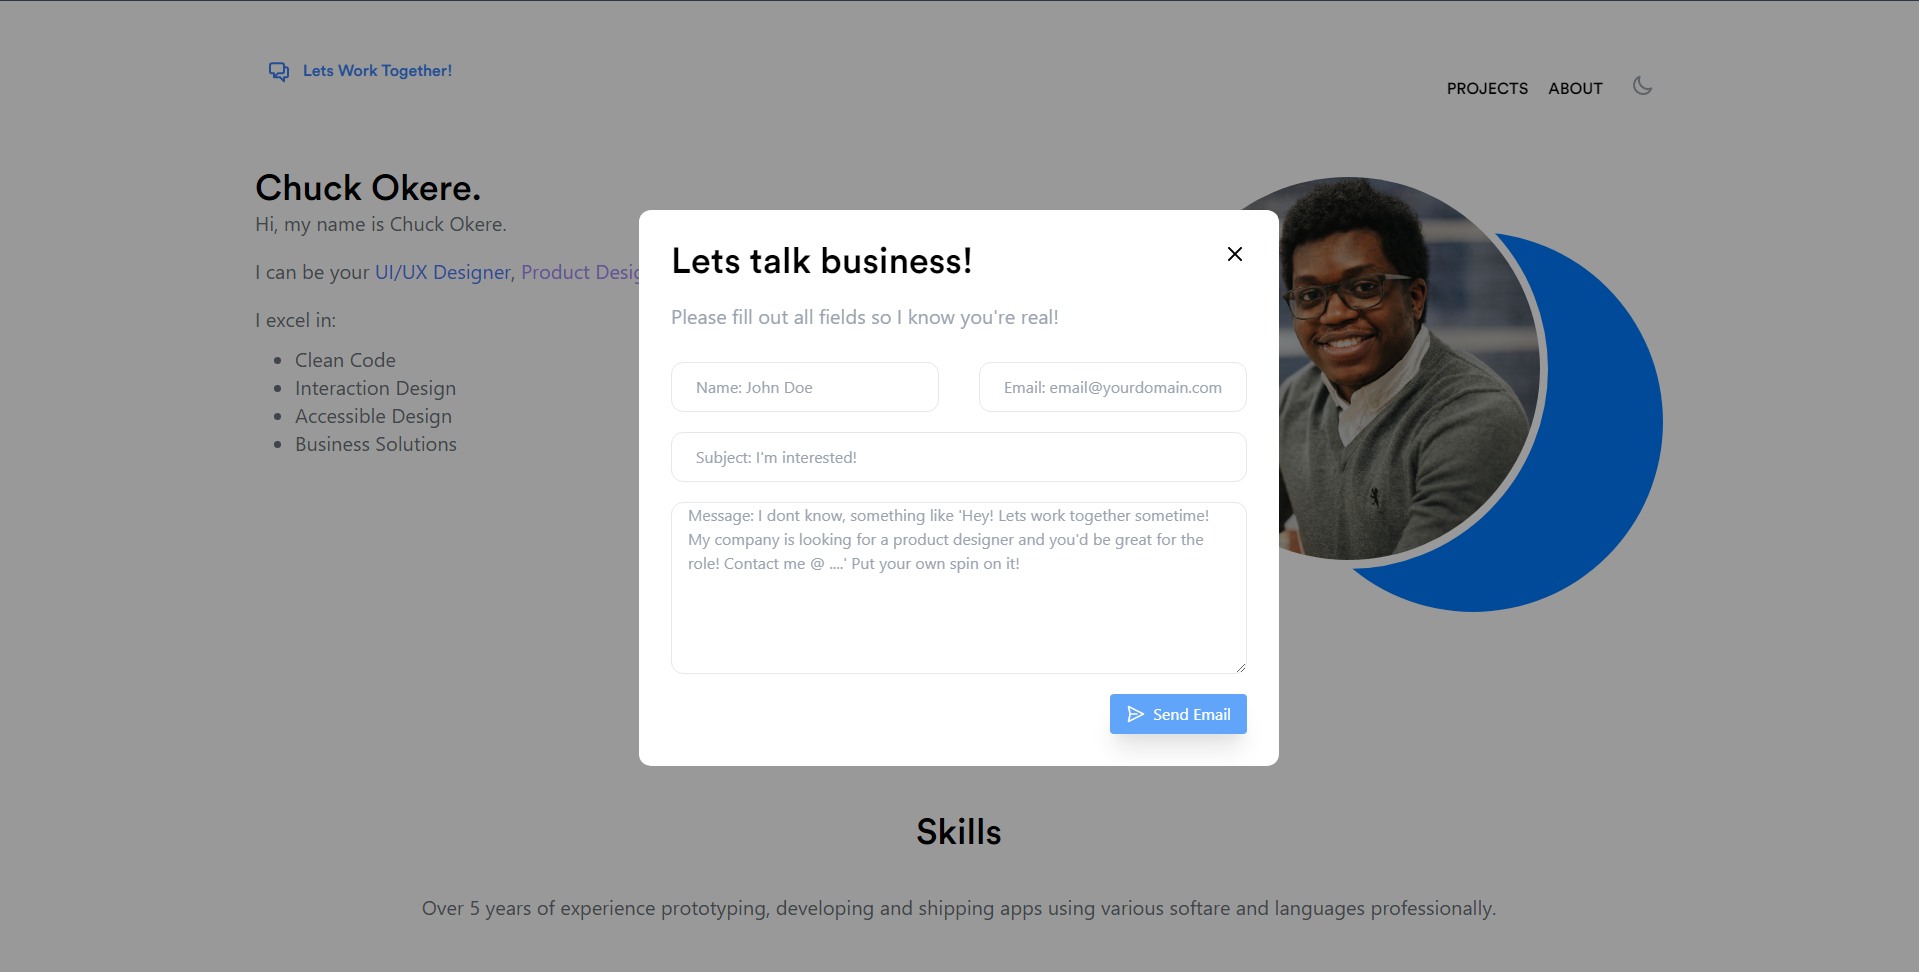 Lets Work Together!
PROJECTS ABOUT
Chuck Okere.
Hi, my name is Chuck Okere.
I can be your UI/UX Designer, Product
I excel in:
Clean Code
Interaction Design
Accessible Design
Business Solutions
Lets talk business!
Please fill out all fields so I know you're real!
Name: John Doe
Email: email@yourdomain.com
Subject: I'm interested!
Message: I dont know, something like 'Hey! Lets work together sometime!
My company is looking for a product designer and you'd be great for the
role! Contact me @ ....' Put your own spin on it!
Send Email
Skills
Over 5 years of experience prototyping, developing and shipping apps using various softare and languages professionally.